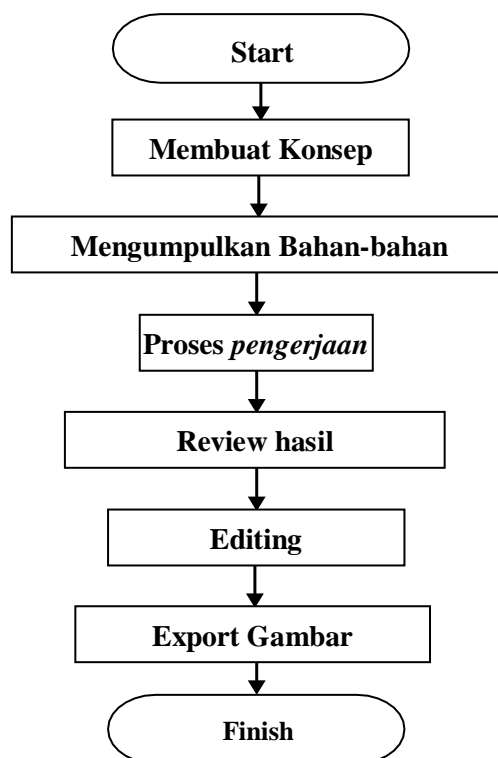 Start
Membuat Konsep
Mengumpulkan Bahan-bahan
Proses pengerjaan
Review hasil
Editing
Export Gambar
Finish